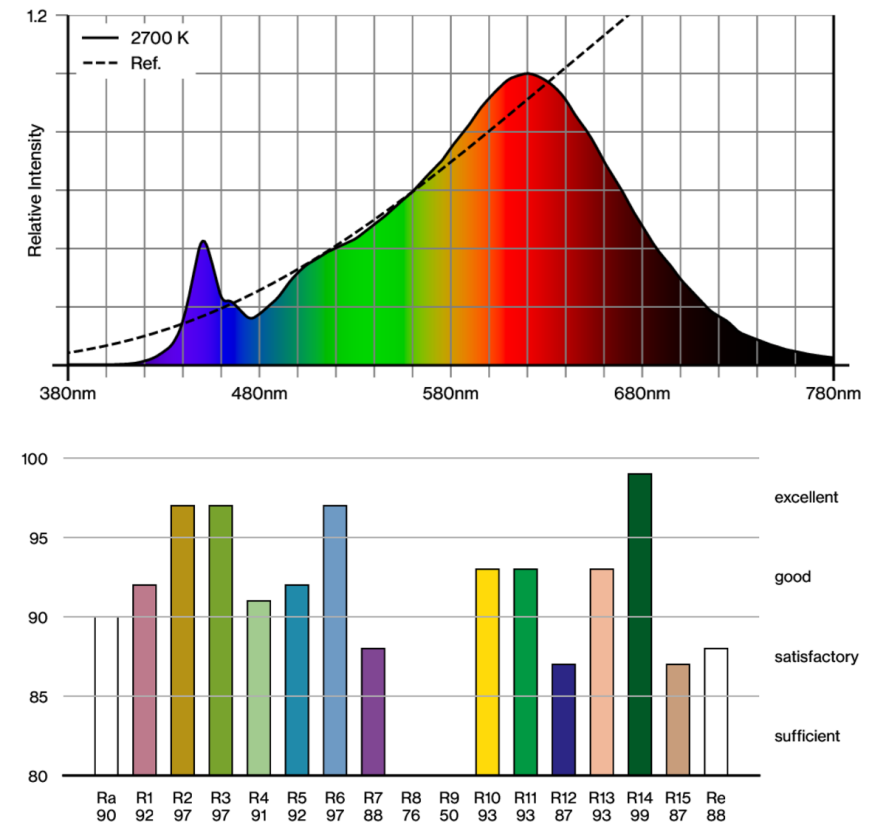 1.2
2700 K
Ref.
Relative Intensity
380nm 480nm 580nm 680nm 780nm
100
excellent
95
good
90
satisfactory
85
sufficient
80
Ra R1 R2 R3 R4 R5 R6 R7 R8 R9 R10 R11 R12 R13 R14 R15 Re
90 92 97 97 91 92 97 88 76 50 93 93 87 93 99 87 88